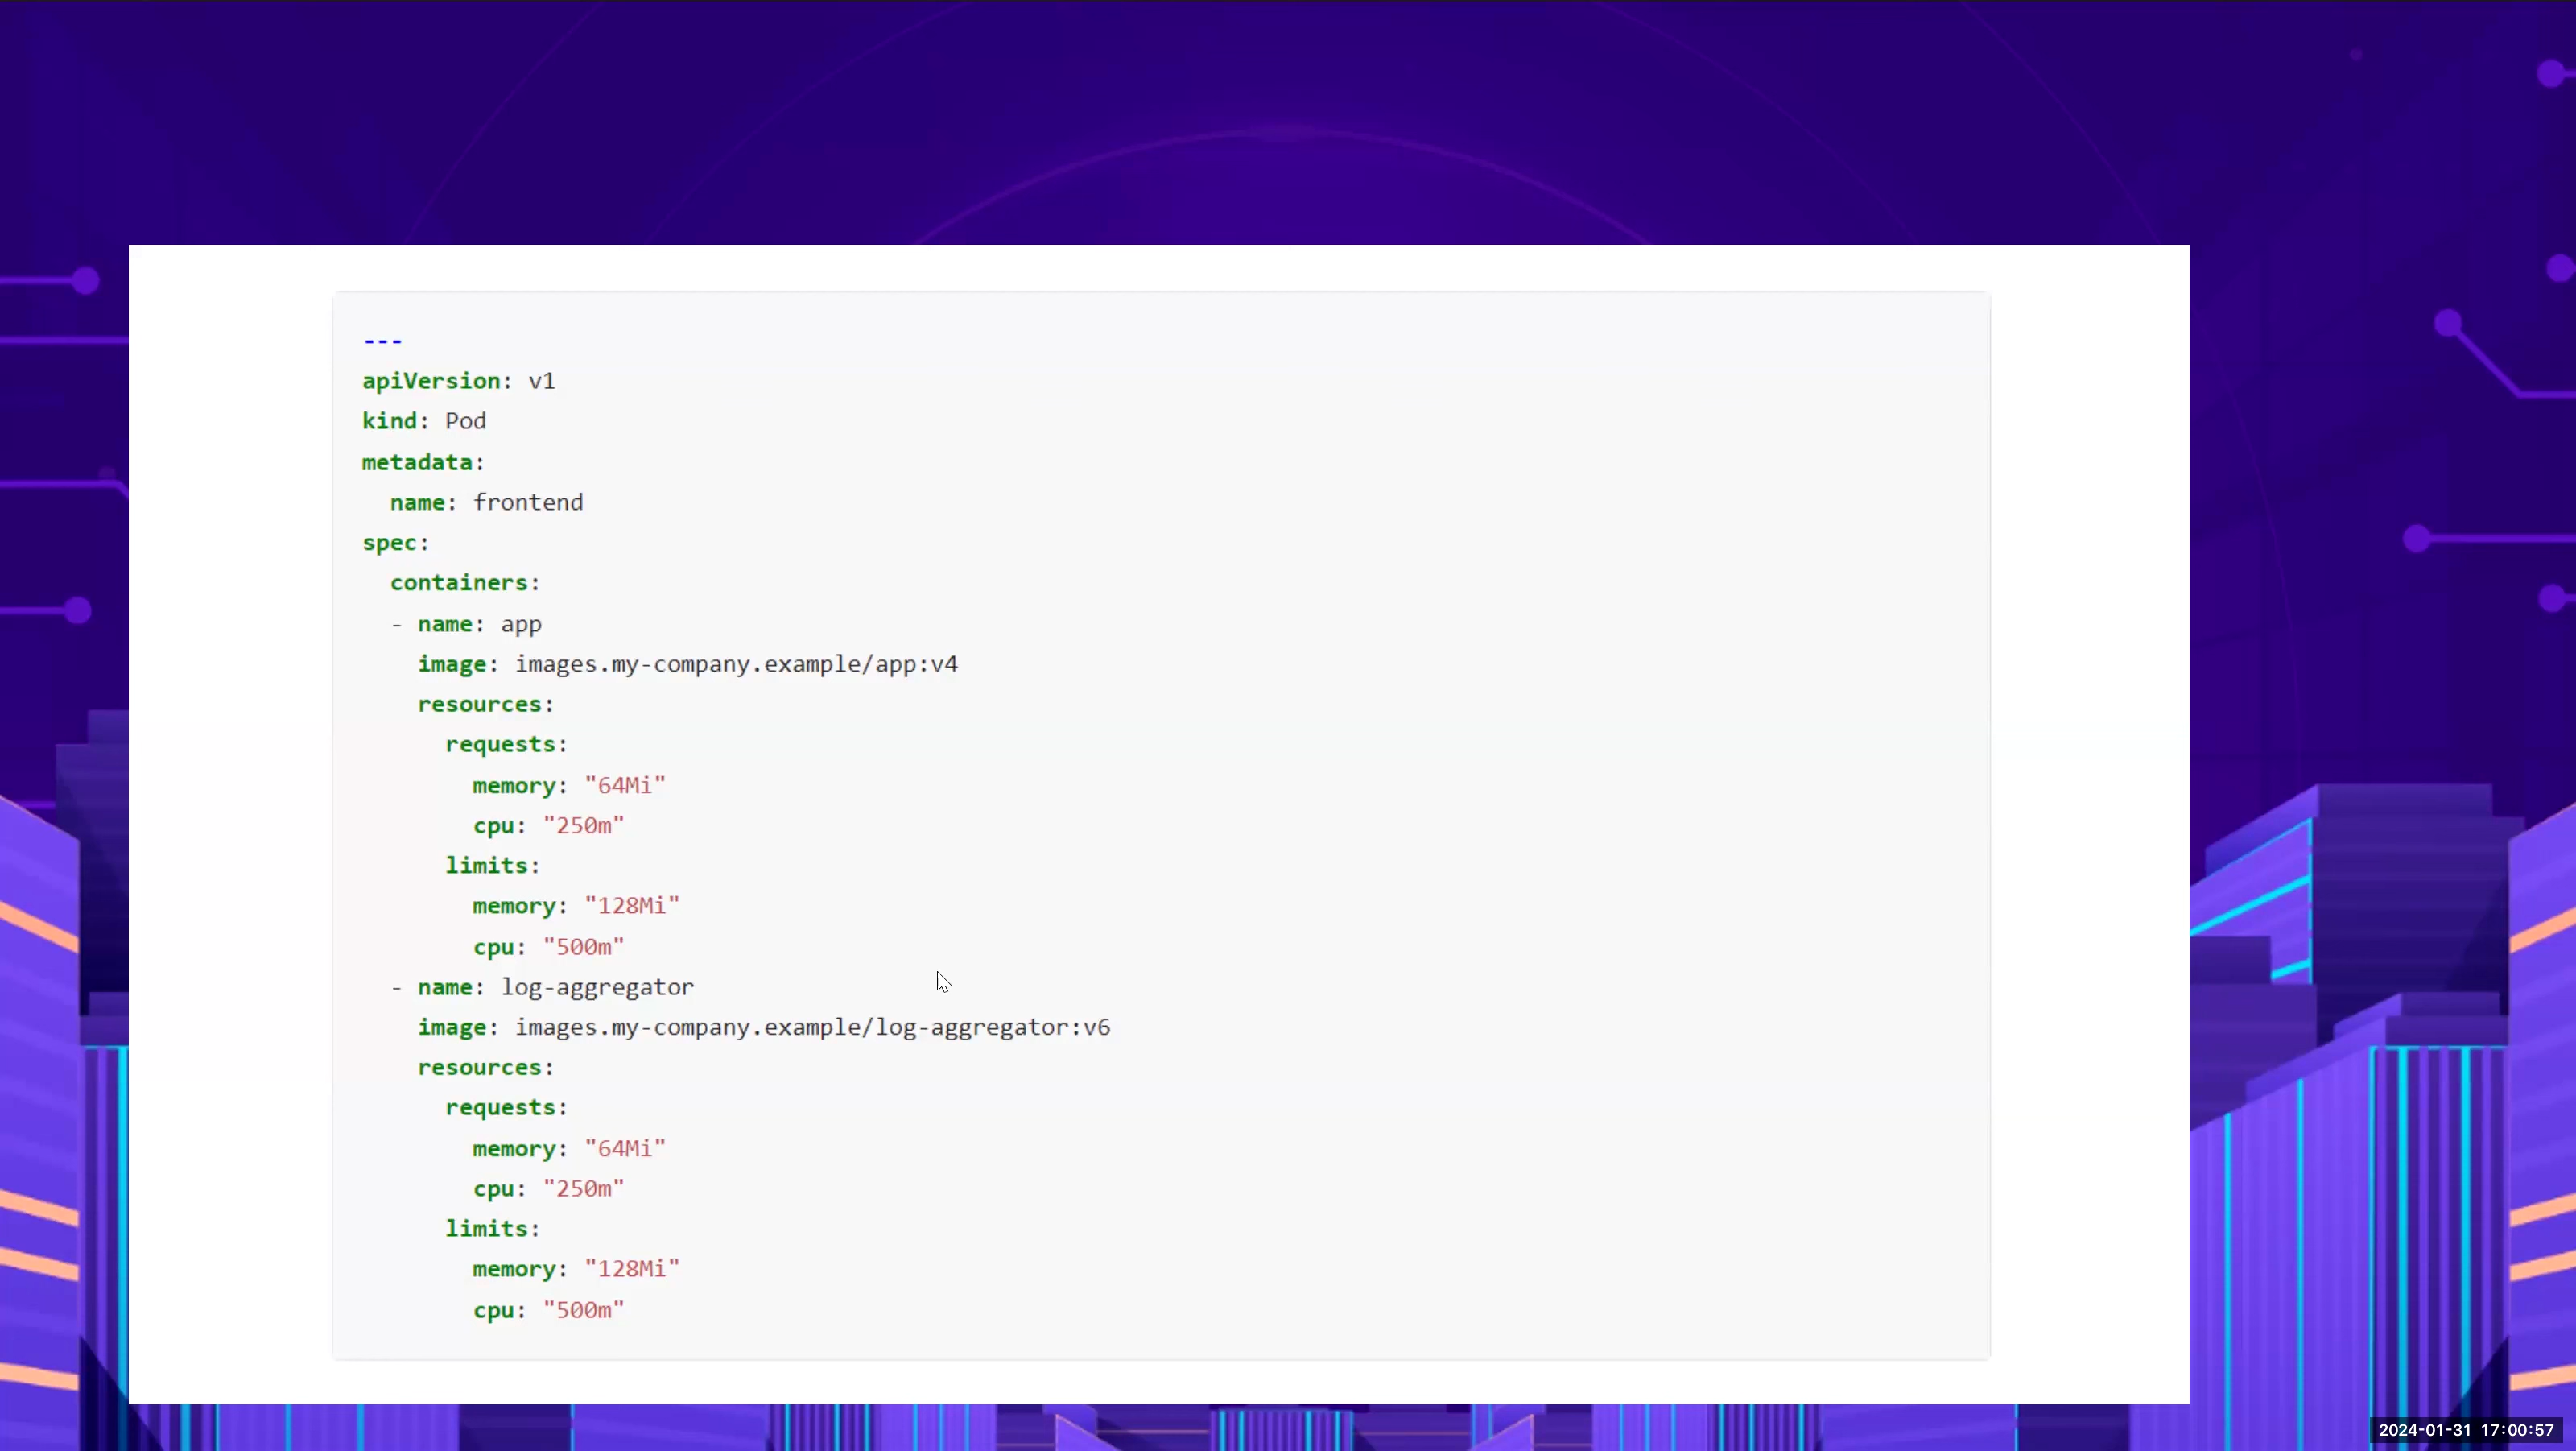 ---
apiVersion: v1
kind: Pod
metadata:
  name: frontend
spec:
  containers:
  - name: app
    image: images.my-company.example/app:v4
    resources:
      requests:
        memory: "64Mi"
        cpu: "250m"
      limits:
        memory: "128Mi"
        cpu: "500m"
  - name: log-aggregator
    image: images.my-company.example/log-aggregator:v6
    resources:
      requests:
        memory: "64Mi"
        cpu: "250m"
      limits:
        memory: "128Mi"
        cpu: "500m"
2024-01-31 17:00:57